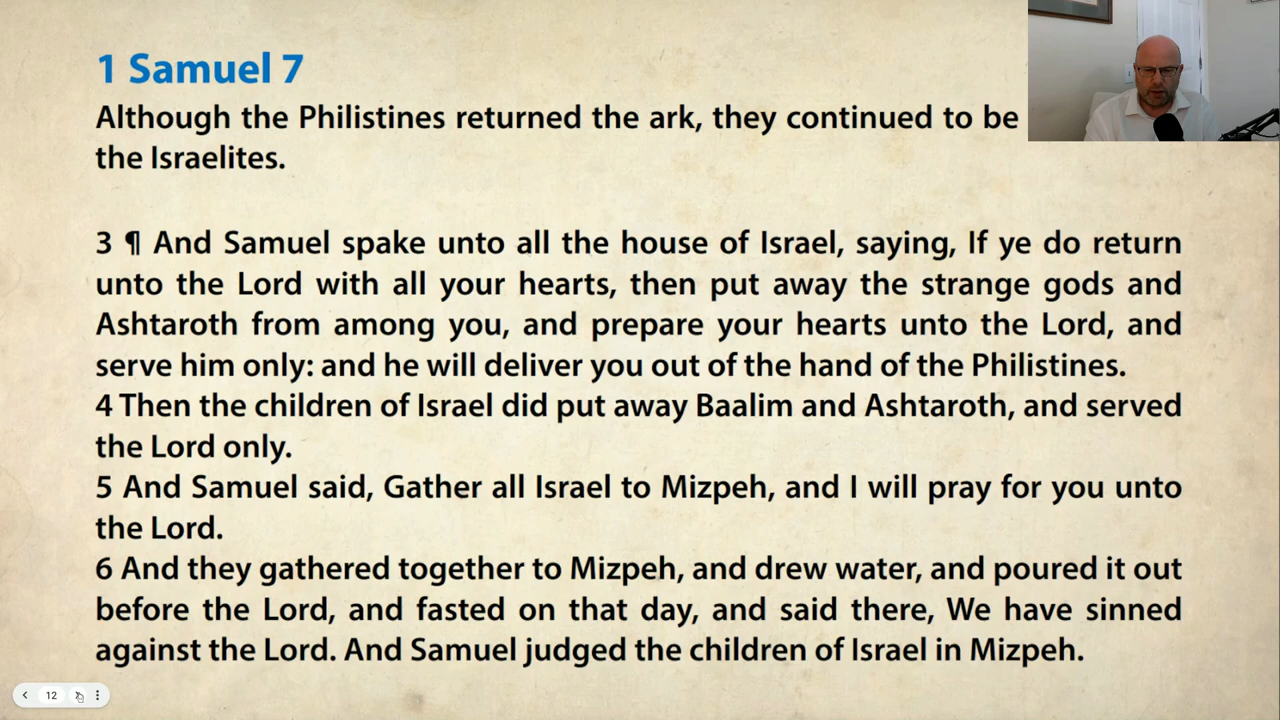 1 Samuel 7
Although the Philistines returned the ark, they continued to be
the Israelites.
3 ¶ And Samuel spake unto all the house of Israel, saying, If ye do return
unto the Lord with all your hearts, then put away the strange gods and
Ashtaroth from among you, and prepare your hearts unto the Lord, and
serve him only: and he will deliver you out of the hand of the Philistines.
4 Then the children of Israel did put away Baalim and Ashtaroth, and served
the Lord only.
5 And Samuel said, Gather all Israel to Mizpeh, and I will pray for you unto
the Lord.
6 And they gathered together to Mizpeh, and drew water, and poured it out
before the Lord, and fasted on that day, and said there, We have sinned
against the Lord. And Samuel judged the children of Israel in Mizpeh.
12